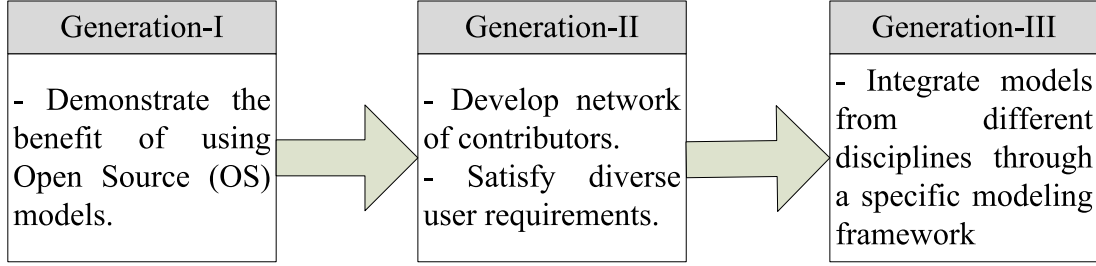 Generation-I
- Demonstrate the
benefit of using
Open Source (OS)
models.
Generation-II
- Develop network
of contributors.
- Satisfy diverse
user requirements.
Generation-III
- Integrate models
from different
disciplines through
a specific modeling
framework